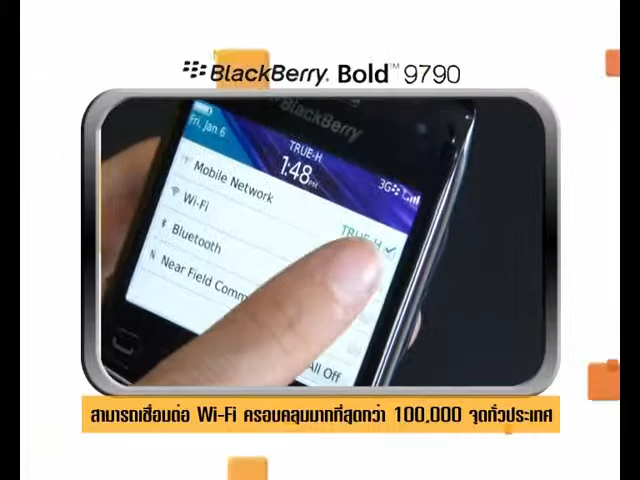 BlackBerry. Bold™ 9790
BlackBerry
Fri, Jan 6
TRUE-H
1:48 PM
3G
Mobile Network
TRUE-H
Wi-Fi
Bluetooth
Near Field Comm
All Off
สามารถเชื่อมต่อ Wi-Fi ครอบคลุมมากที่สุดกว่า 100,000 จุดทั่วประเทศ